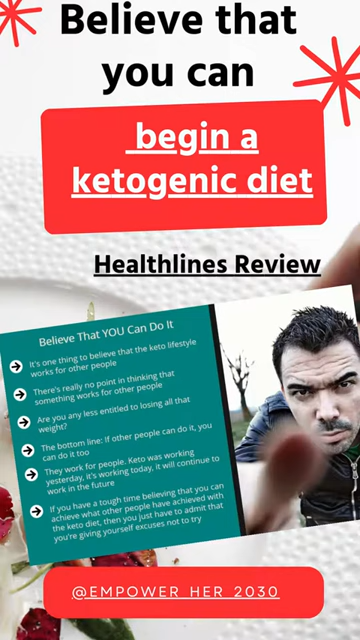 Believe that
you can
begin a
ketogenic diet
Healthlines Review
Believe That YOU Can Do It
It's one thing to believe that the keto lifestyle
works for other people
There's really no point in thinking that
something works for other people
Are you any less entitled to losing all that
weight?
The bottom line: If other people can do it, you
can do it too
They work for people. Keto was working
yesterday, it's working today, it will continue to
work in the future
If you have a tough time believing that you can
achieve what other people have achieved with
the keto diet, then you just have to admit that
you're giving yourself excuses not to try
@EMPOWER_HER_2030